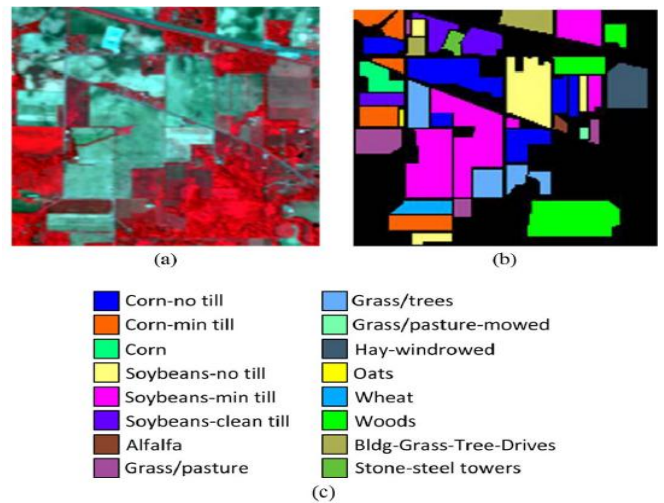 (a)
(b)
Corn-no till
Corn-min till
Corn
Soybeans-no till
Soybeans-min till
Soybeans-clean till
Alfalfa
Grass/pasture
Grass/trees
Grass/pasture-mowed
Hay-windrowed
Oats
Wheat
Woods
Bldg-Grass-Tree-Drives
Stone-steel towers
(c)